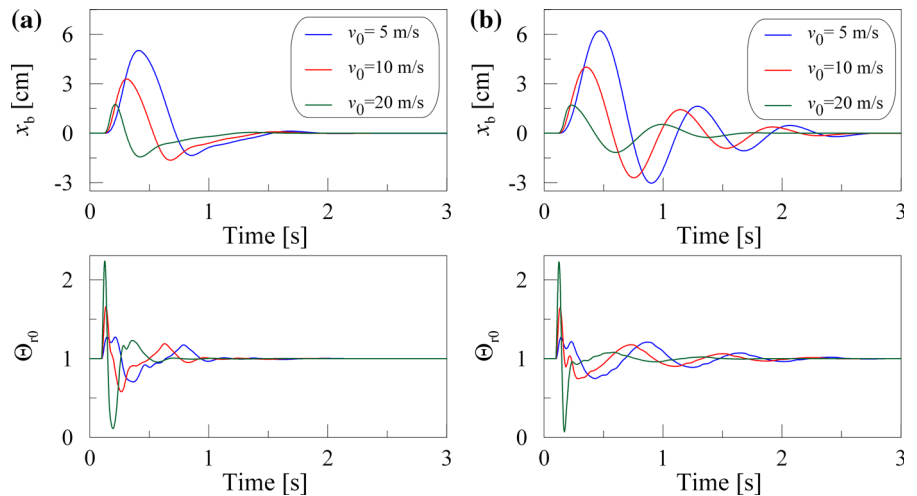 (a)
6
3
0
-3
x_b [cm]
v_0= 5 m/s
v_0=10 m/s
v_0=20 m/s
0 1 2 3
Time [s]
2
1
0
Θ_r0
0 1 2 3
Time [s]
(b)
6
3
0
-3
x_b [cm]
v_0= 5 m/s
v_0=10 m/s
v_0=20 m/s
0 1 2 3
Time [s]
2
1
0
Θ_r0
0 1 2 3
Time [s]